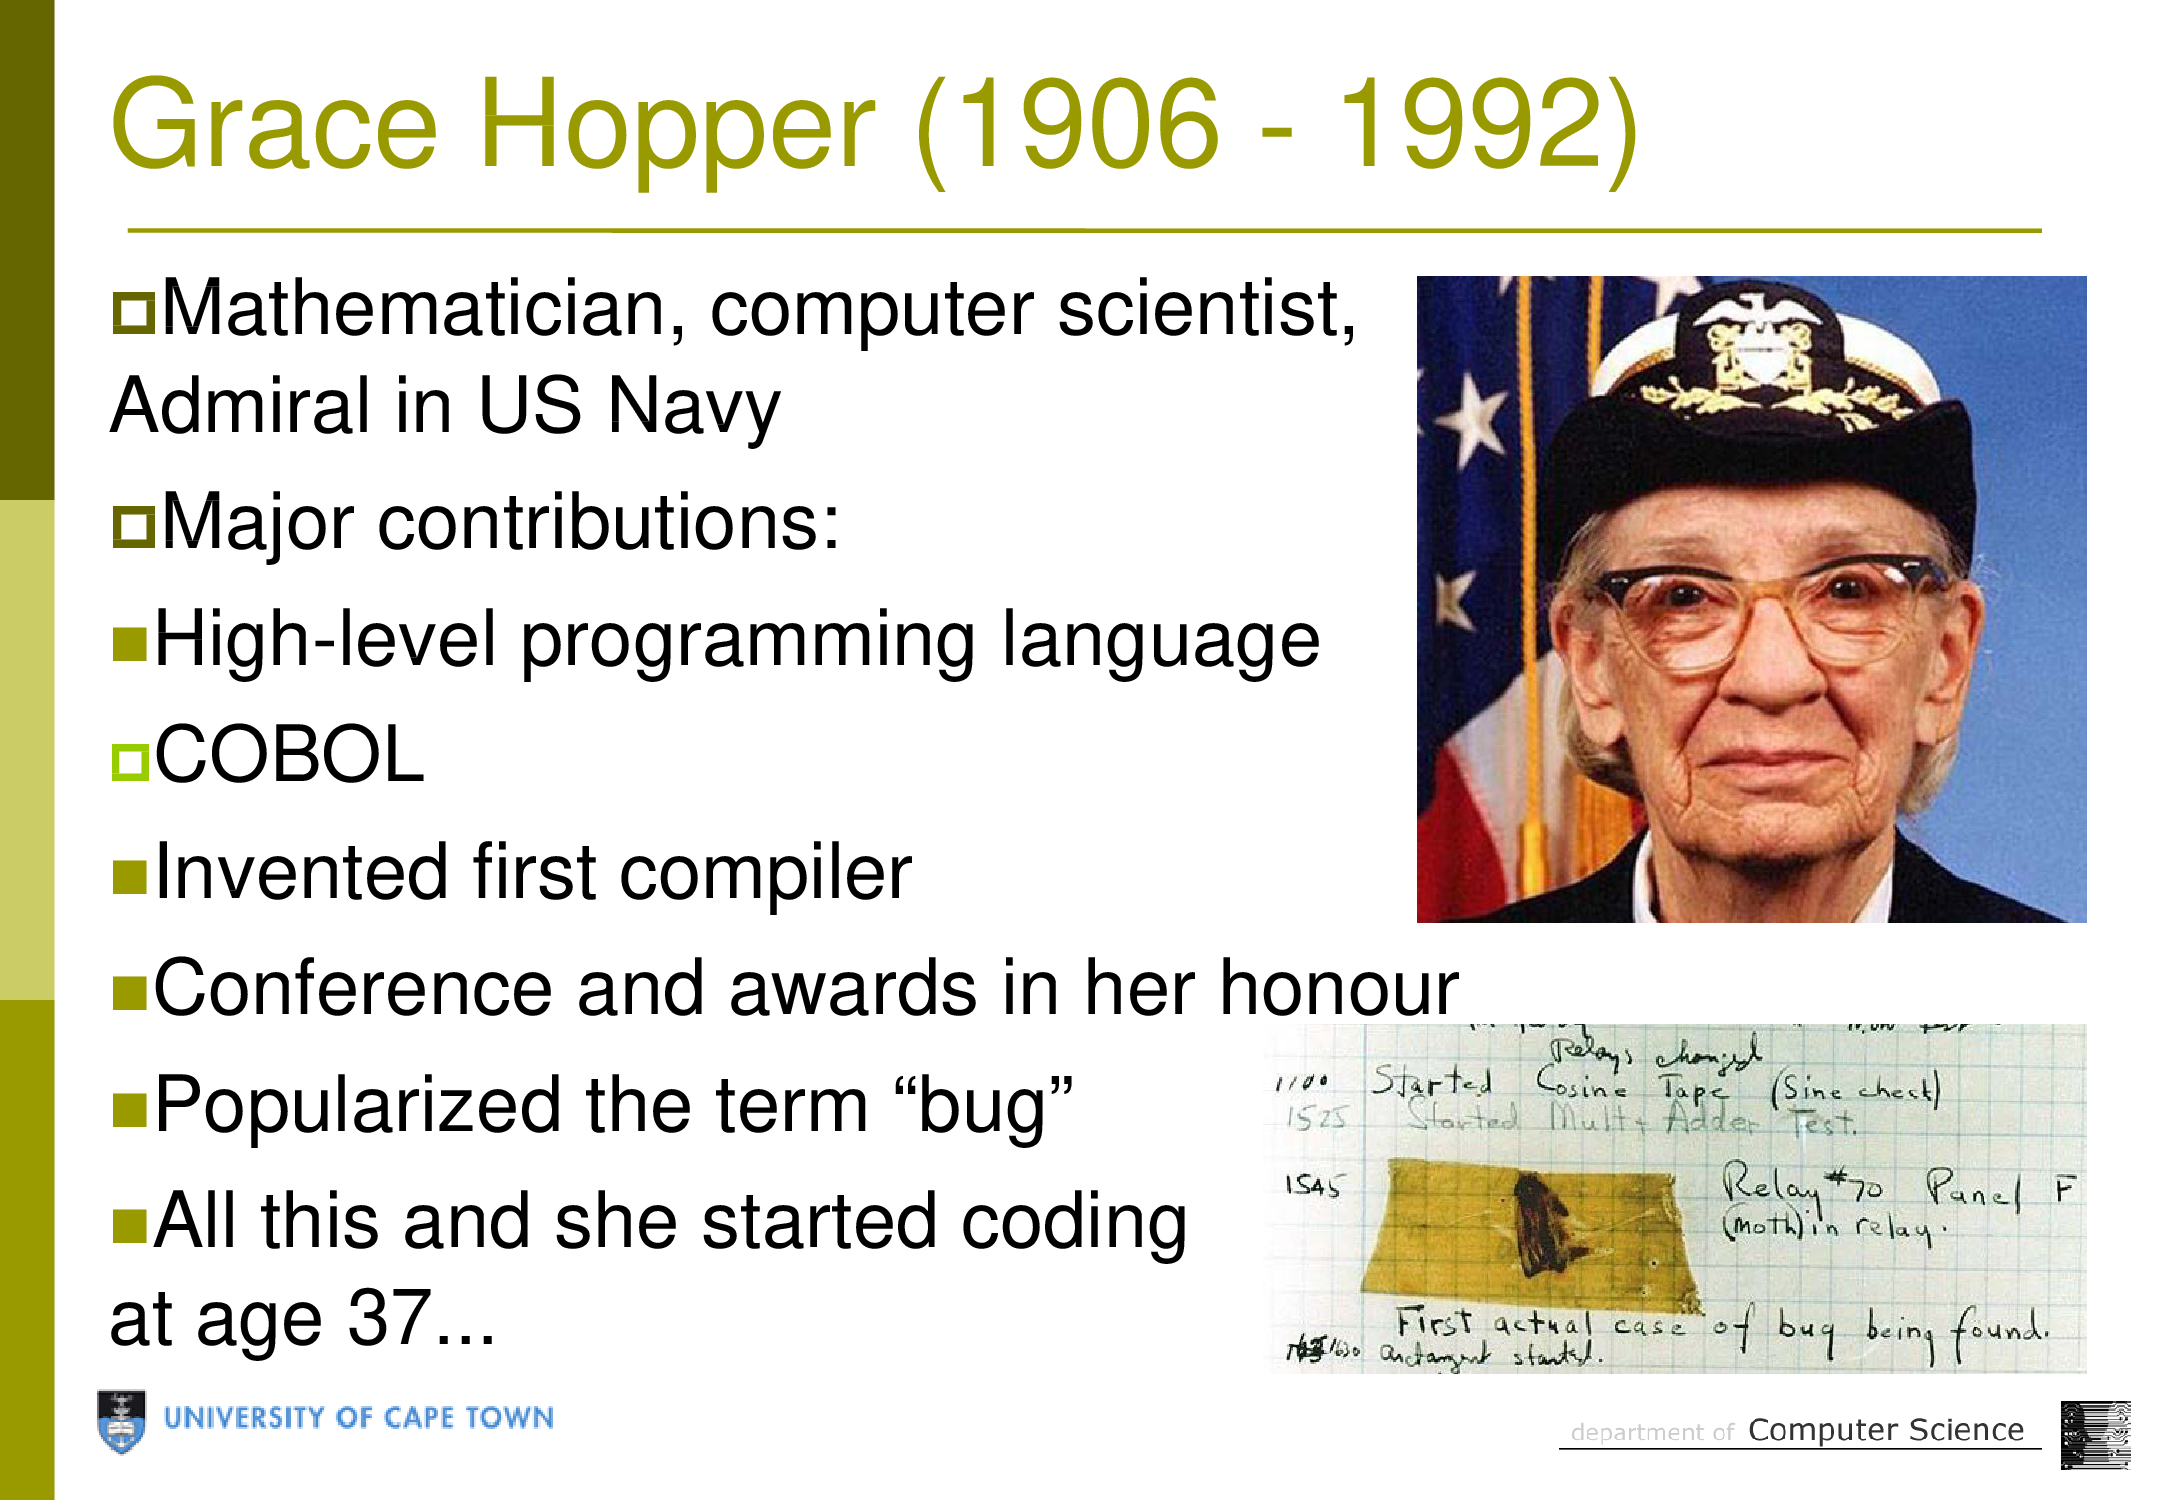 Grace Hopper (1906 - 1992)
Mathematician, computer scientist,
Admiral in US Navy
Major contributions:
High-level programming language
COBOL
Invented first compiler
Conference and awards in her honour
Popularized the term “bug”
All this and she started coding
at age 37...
Relays changed
1100 Started Cosine Tape (Sine check)
1525 Started Mult+ Adder Test.
1545 Relay #70 Panel F
(moth) in relay.
First actual case of bug being found.
1630 arctangent started.
UNIVERSITY OF CAPE TOWN
department of Computer Science